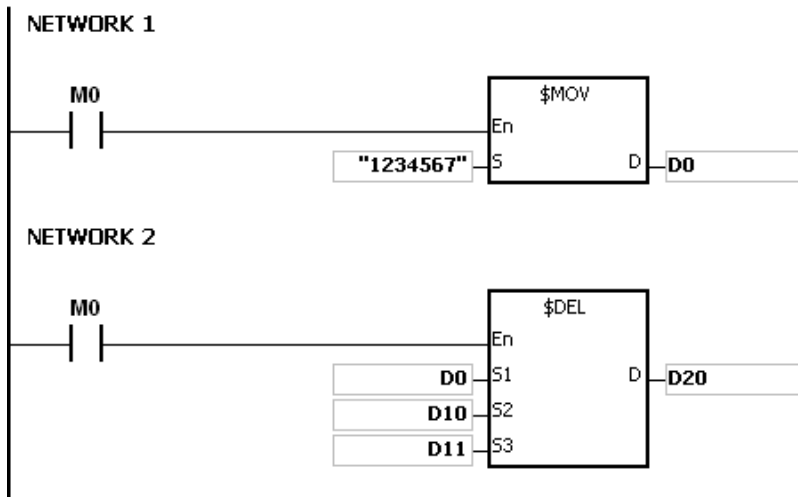 NETWORK 1
M0
$MOV
En
"1234567" S D D0
NETWORK 2
M0
$DEL
En
D0 S1 D D20
D10 S2
D11 S3